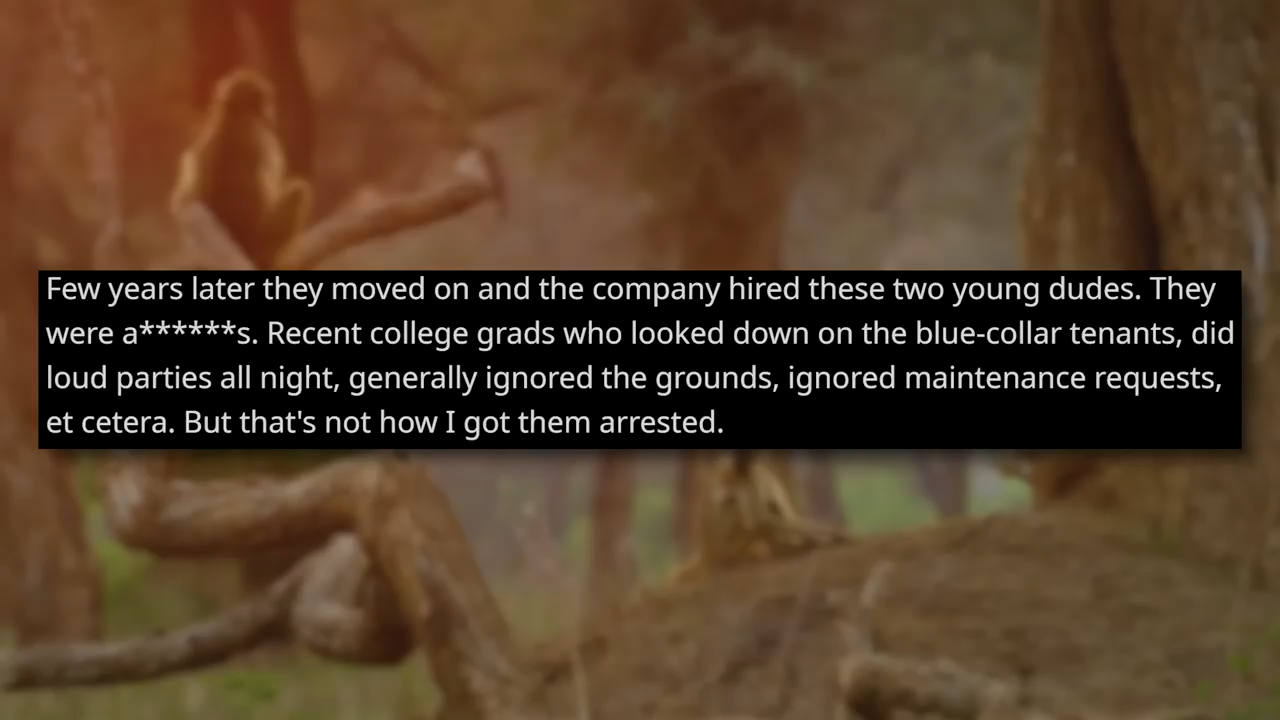 Few years later they moved on and the company hired these two young dudes. They
were a******s. Recent college grads who looked down on the blue-collar tenants, did
loud parties all night, generally ignored the grounds, ignored maintenance requests,
et cetera. But that's not how I got them arrested.